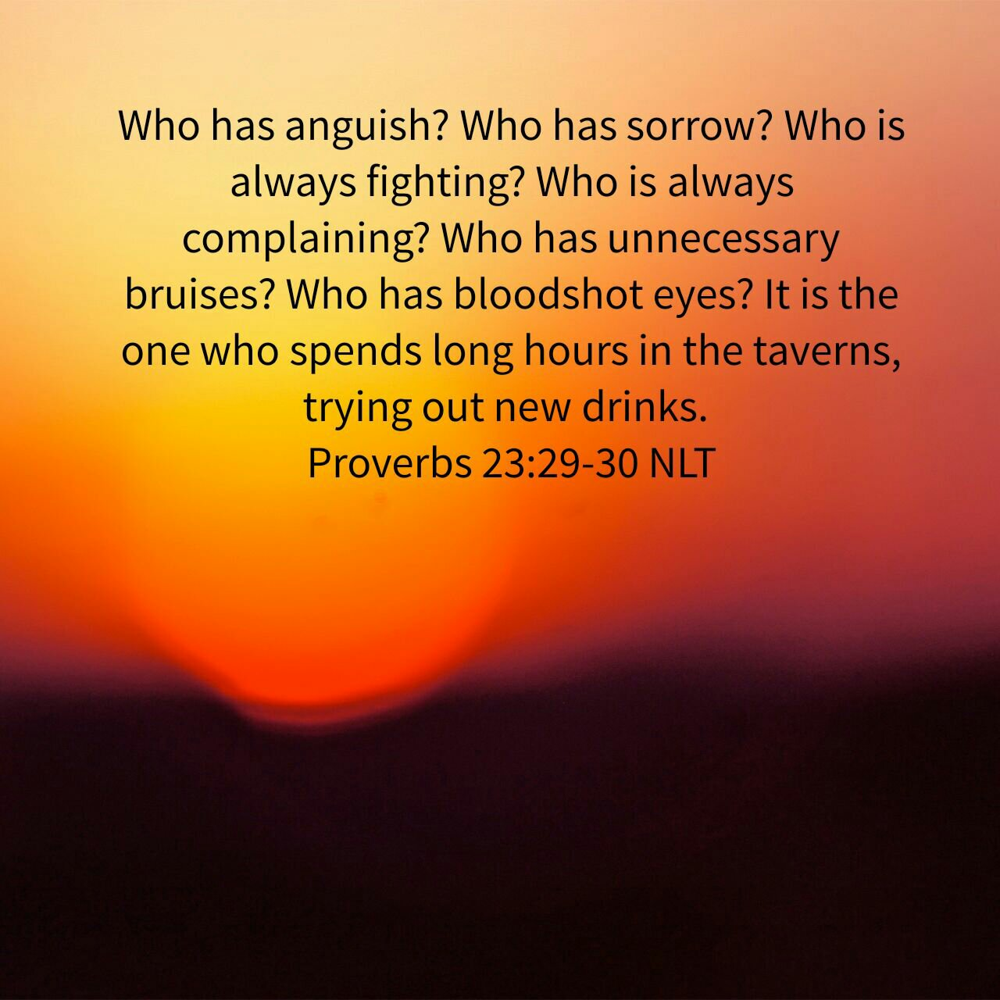 Who has anguish? Who has sorrow? Who is
always fighting? Who is always
complaining? Who has unnecessary
bruises? Who has bloodshot eyes? It is the
one who spends long hours in the taverns,
trying out new drinks.
Proverbs 23:29-30 NLT